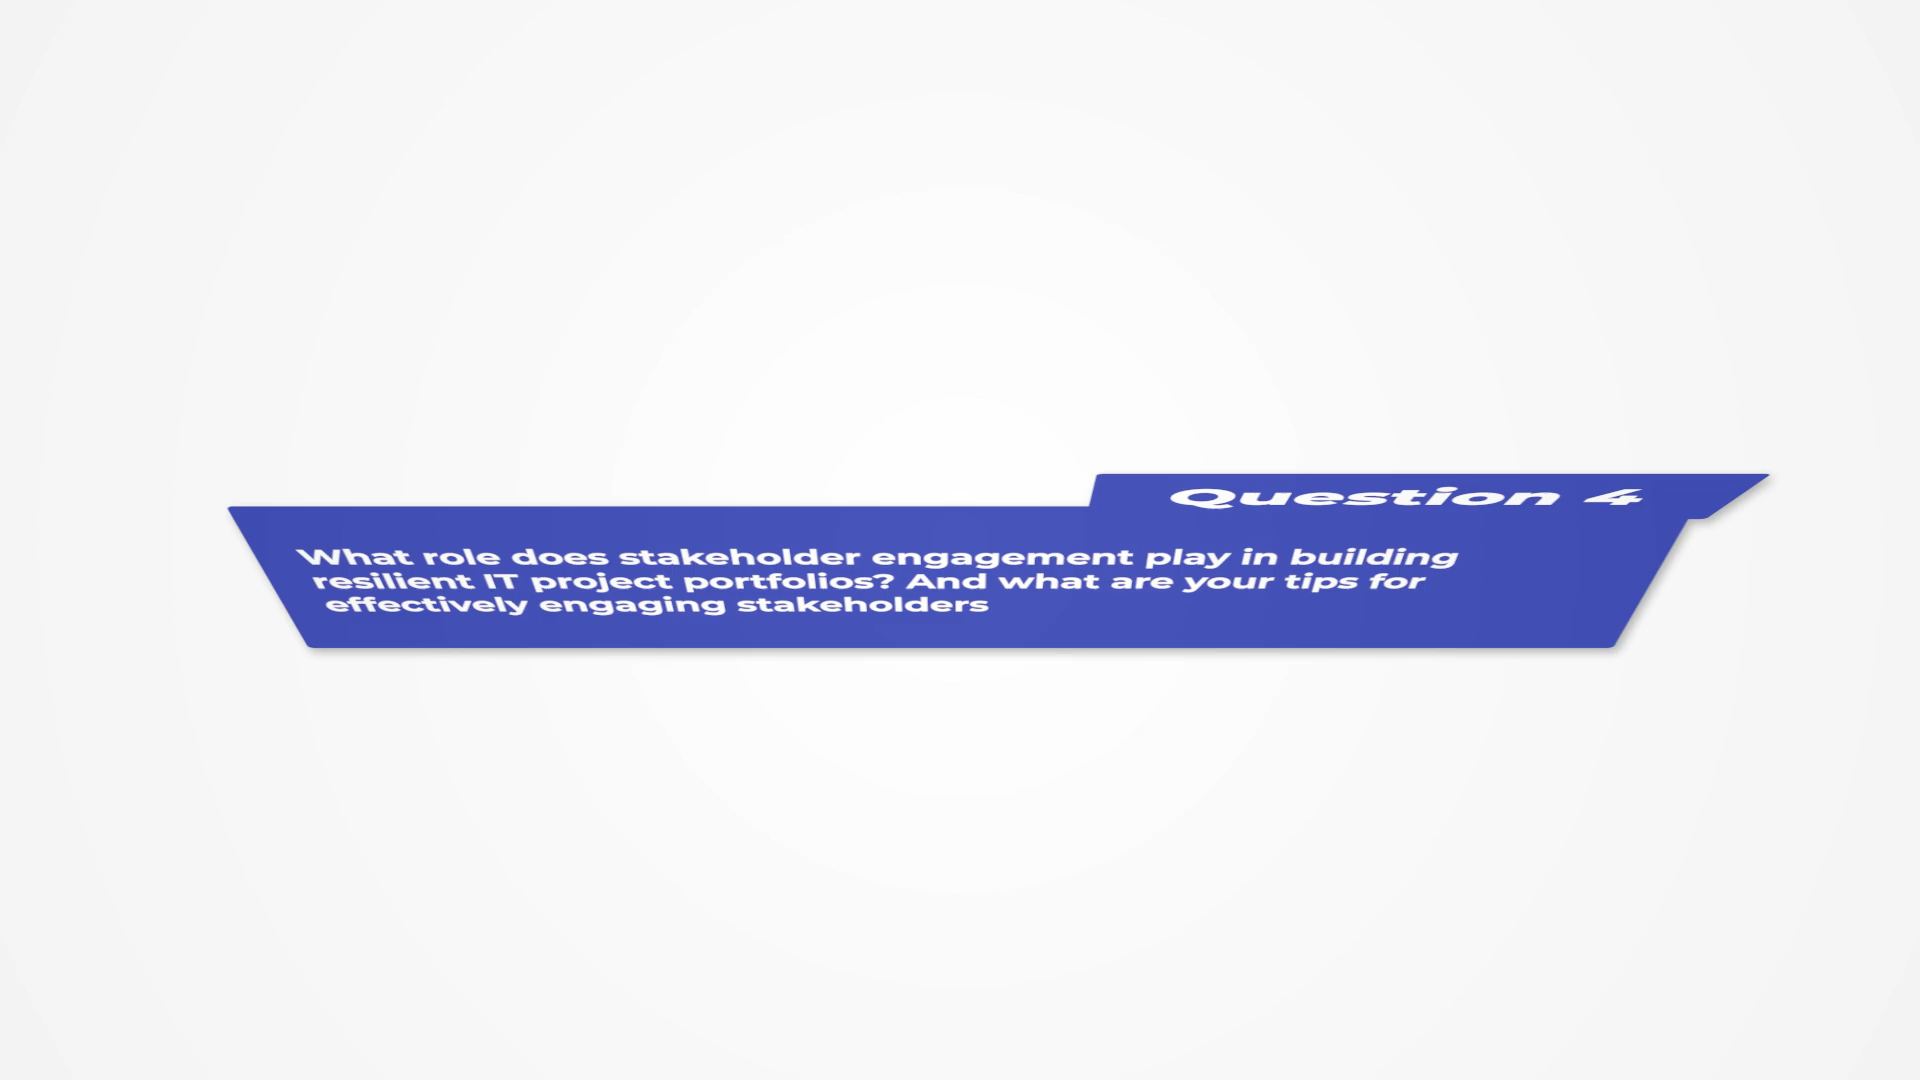 Question 4
What role does stakeholder engagement play in building
resilient IT project portfolios? And what are your tips for
effectively engaging stakeholders